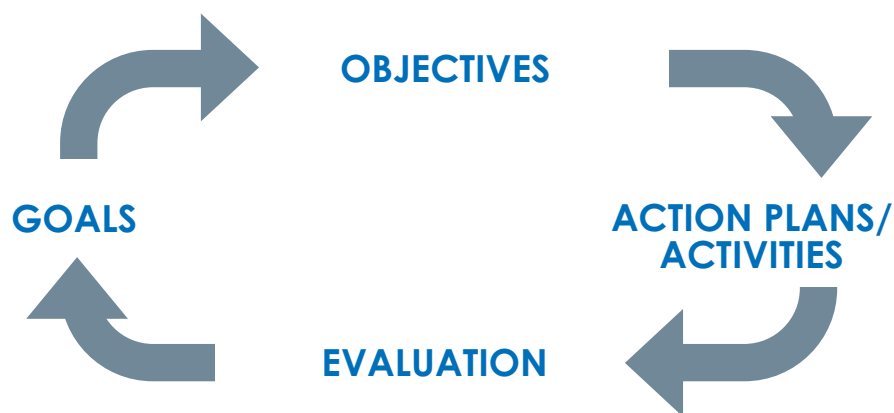 OBJECTIVES
GOALS
ACTION PLANS/
ACTIVITIES
EVALUATION